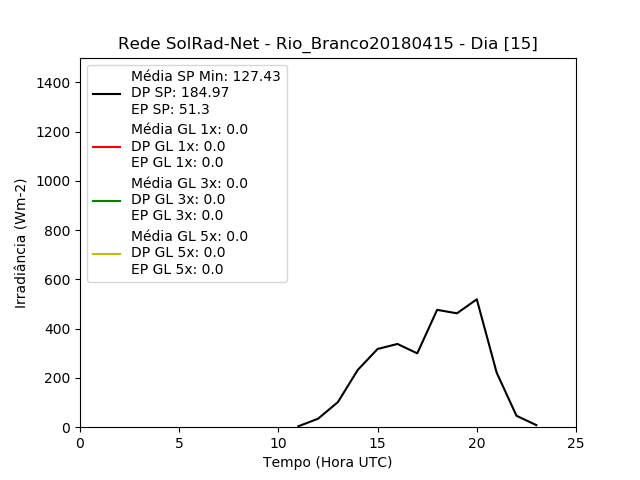 Rede SolRad-Net - Rio_Branco20180415 - Dia [15]
Média SP Min: 127.43
DP SP: 184.97
EP SP: 51.3
Média GL 1x: 0.0
DP GL 1x: 0.0
EP GL 1x: 0.0
Média GL 3x: 0.0
DP GL 3x: 0.0
EP GL 3x: 0.0
Média GL 5x: 0.0
DP GL 5x: 0.0
EP GL 5x: 0.0
Irradiância (Wm-2)
1400
1200
1000
800
600
400
200
0
0 5 10 15 20 25
Tempo (Hora UTC)